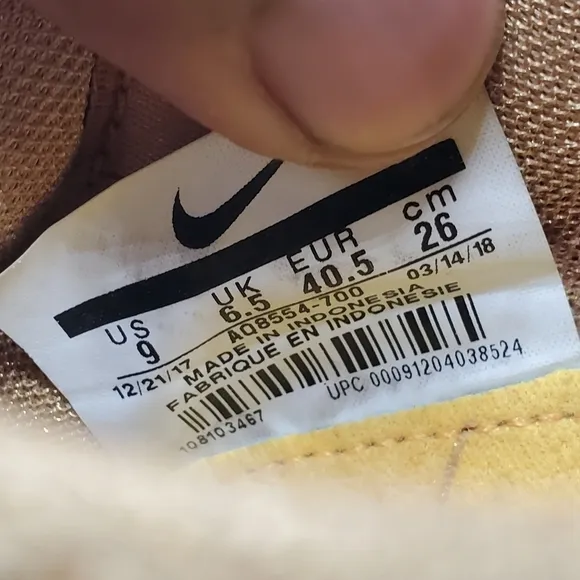 US UK EUR cm
9 6.5 40.5 26
12/21/17 AO8554-700 03/14/18
MADE IN INDONESIA
FABRIQUE EN INDONESIE
108103467 UPC 00091204038524